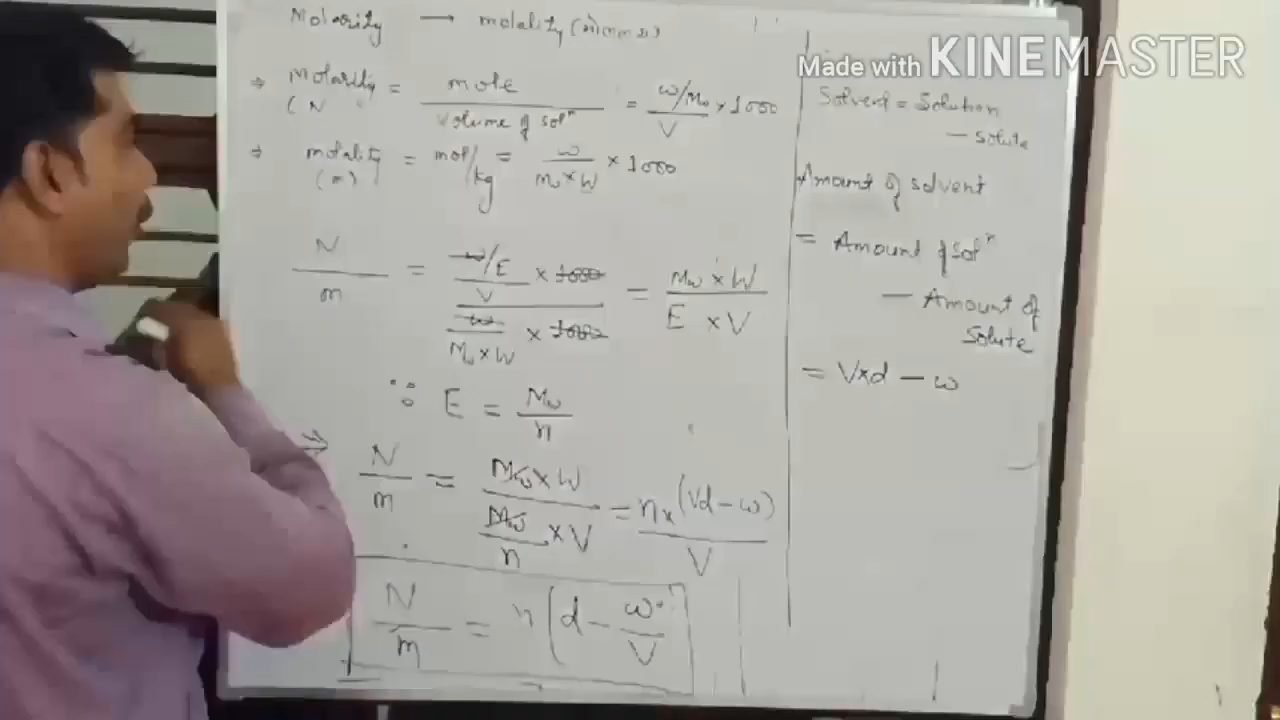 Molarity → molality
⇒ Molarity = mole / Volume of solⁿ = w/Mw / V × 1000
(N
⇒ molality = mol/kg = w / Mw × W × 1000
(m)
N / m = w/E / V × 1000 / w / Mw × W × 1000 = Mw × W / E × V
∵ E = Mw / n
⇒ N / m = Mw × W / Mw / n × V = n × (Vd − w) / V
N / m = n (d − w / V
Made with KINEMASTER
Solvent = Solution
− Solute
Amount of solvent
= Amount of solⁿ
− Amount of
Solute
= V×d − w